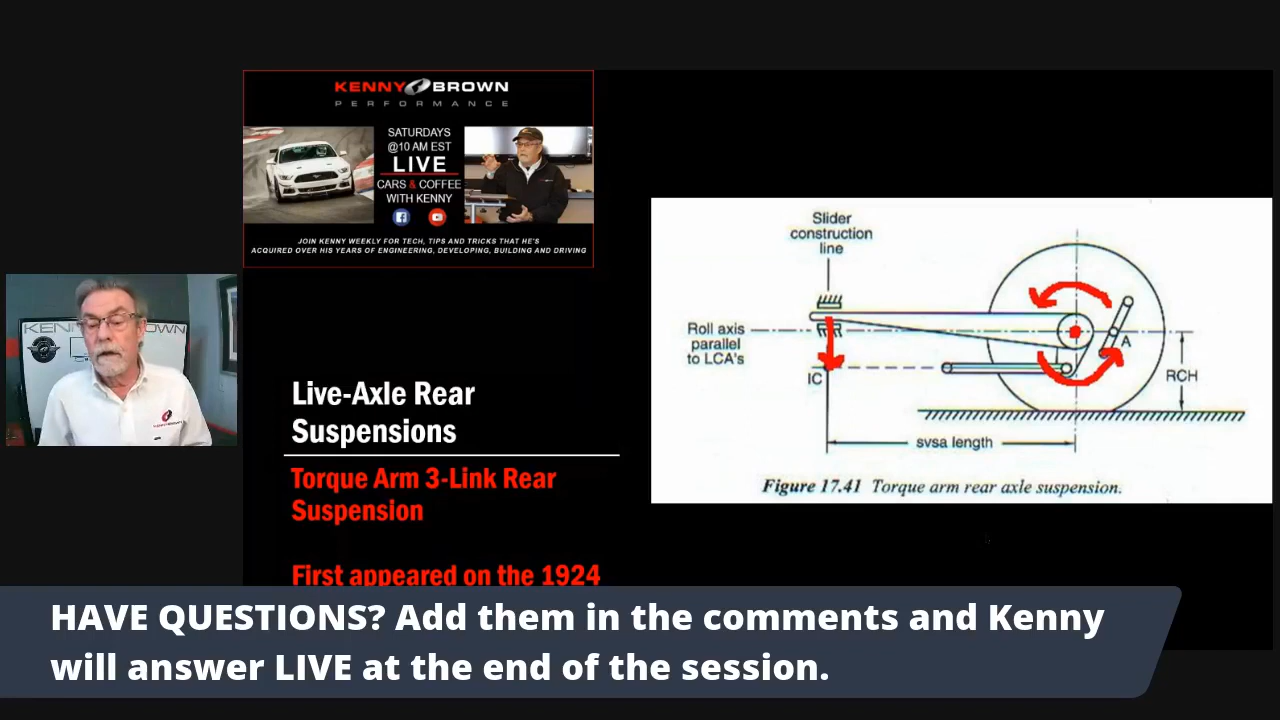 KENNY BROWN
PERFORMANCE
SATURDAYS
@10 AM EST
LIVE
CARS & COFFEE
WITH KENNY
JOIN KENNY WEEKLY FOR TECH, TIPS AND TRICKS THAT HE'S
ACQUIRED OVER HIS YEARS OF ENGINEERING, DEVELOPING, BUILDING AND DRIVING
KENNY BROWN
Live-Axle Rear
Suspensions
Torque Arm 3-Link Rear
Suspension
First appeared on the 1924
Slider
construction
line
Roll axis
parallel
to LCA's
IC
A
RCH
svsa length
Figure 17.41 Torque arm rear axle suspension.
HAVE QUESTIONS? Add them in the comments and Kenny
will answer LIVE at the end of the session.